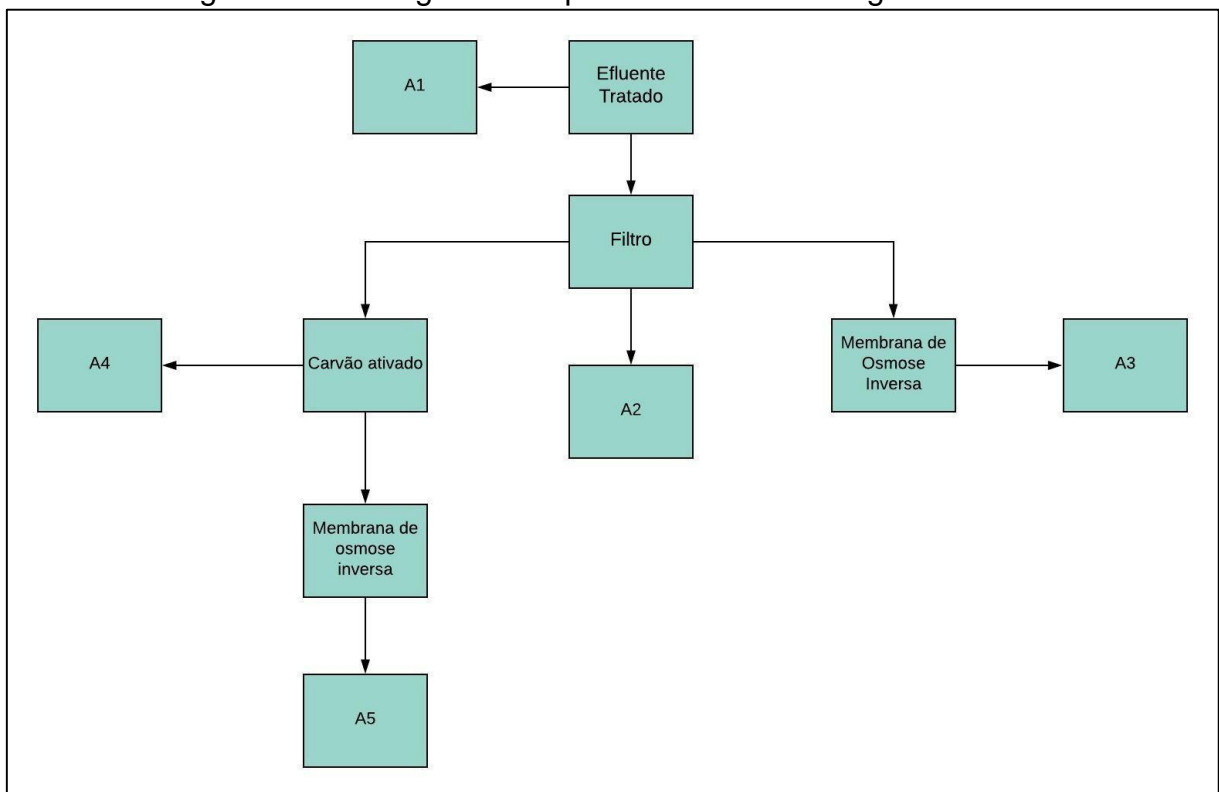 A1
Efluente
Tratado
Filtro
A4
Carvão ativado
A2
Membrana de
Osmose
Inversa
A3
Membrana de
osmose
inversa
A5